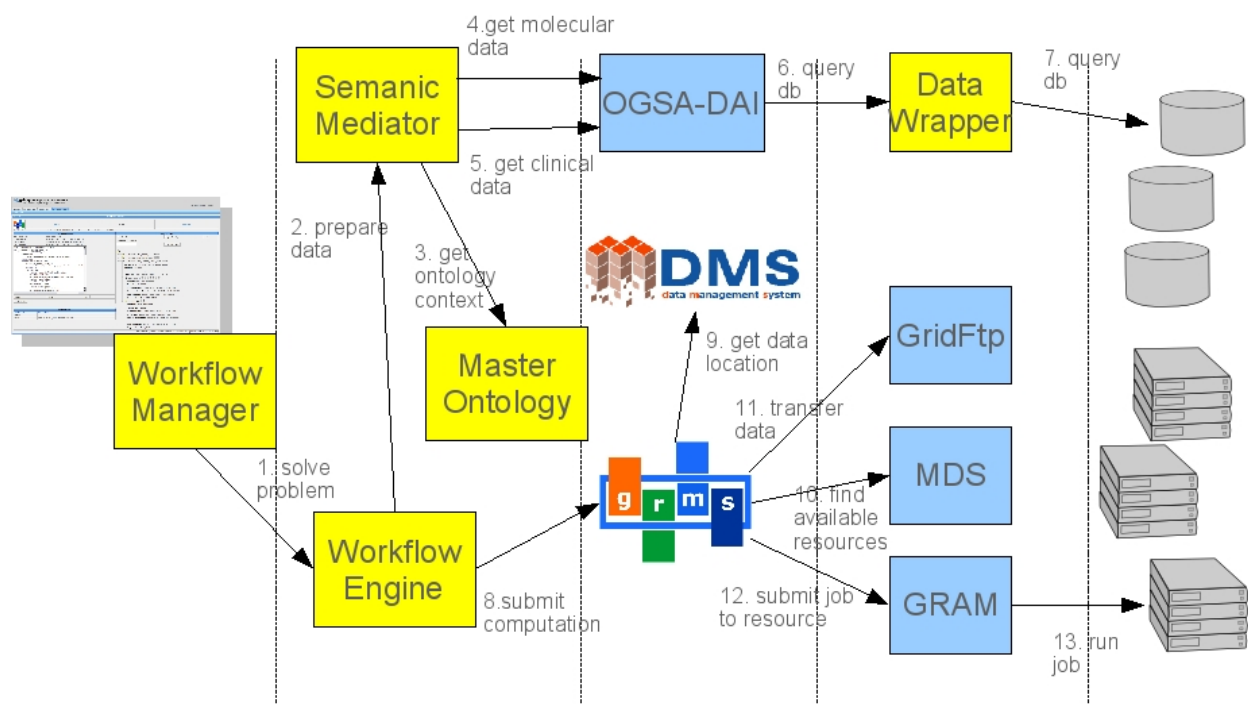 4.get molecular
data
7. query
db
Semanic
Mediator
OGSA-DAI
6. query
db
Data
Wrapper
5. get clinical
data
2. prepare
data
3. get
ontology
context
DMS
data management system
Workflow
Manager
Master
Ontology
9. get data
location
GridFtp
11. transfer
data
1. solve
problem
g r m s
MDS
10. find
available
resources
Workflow
Engine
8.submit
computation
12. submit job
to resource
GRAM
13. run
job